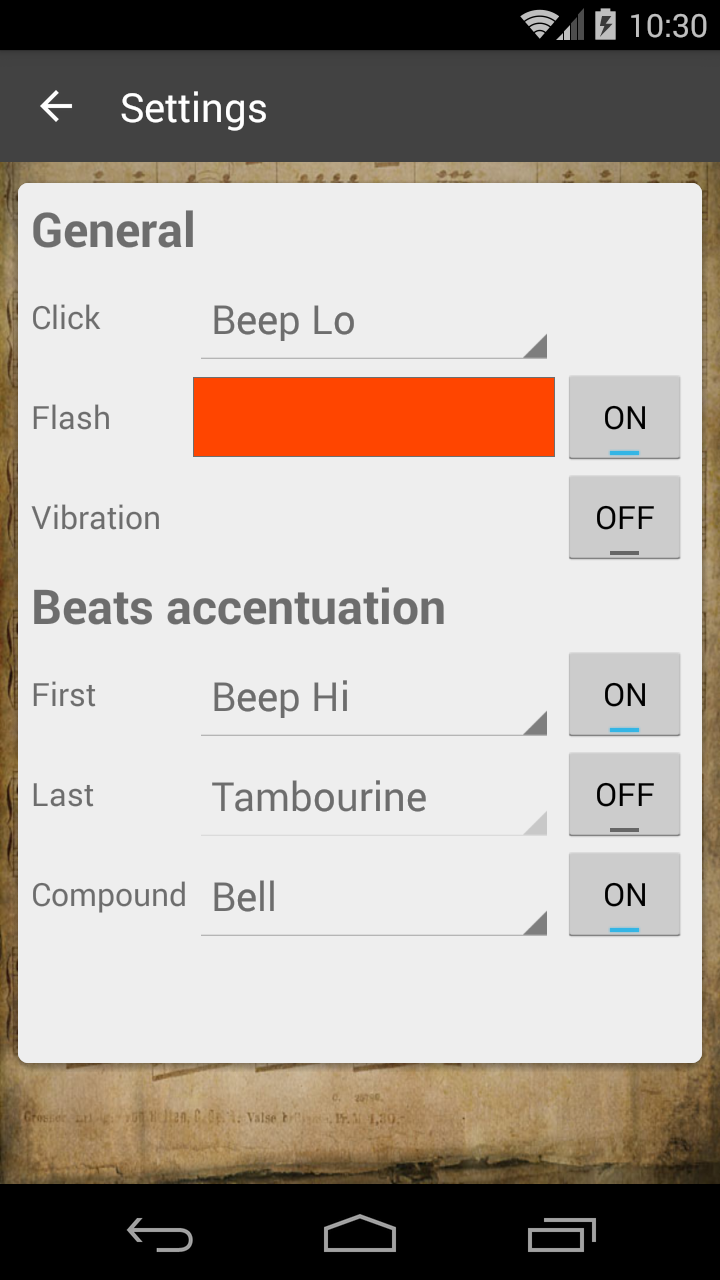 10:30
Settings
General
Click Beep Lo
Flash ON
Vibration OFF
Beats accentuation
First Beep Hi ON
Last Tambourine OFF
Compound Bell ON